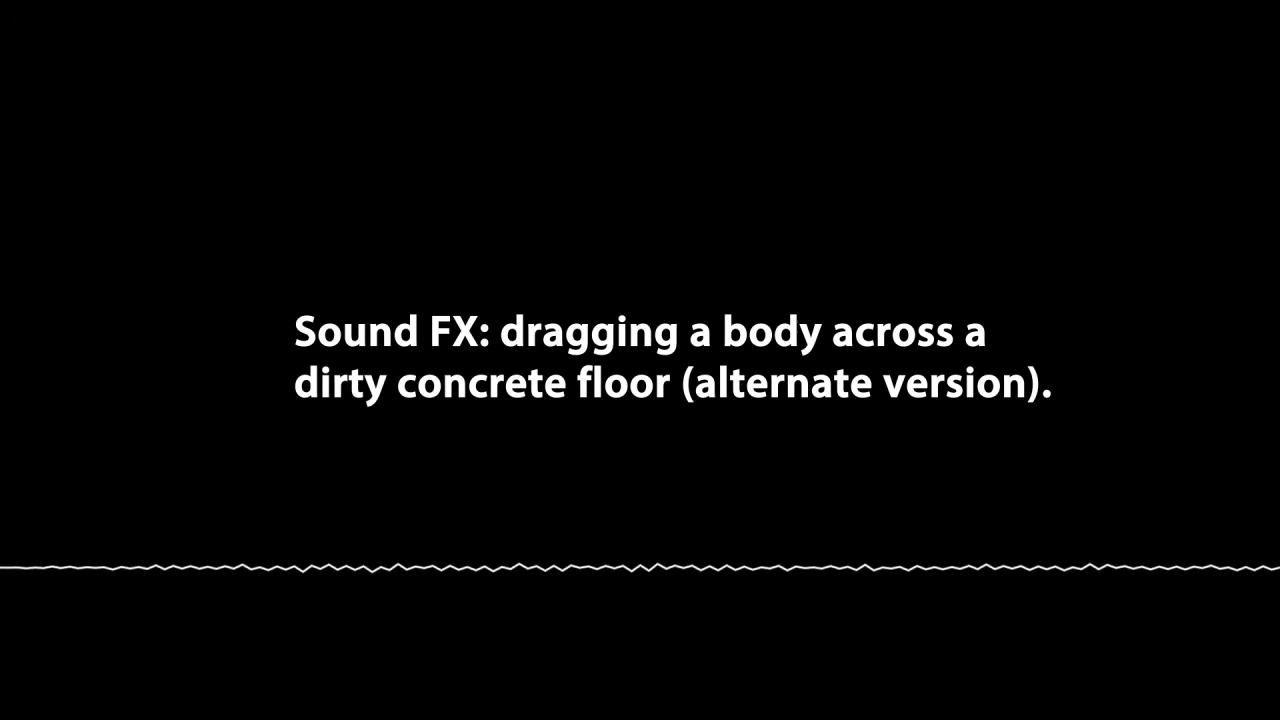 Sound FX: dragging a body across a
dirty concrete floor (alternate version).